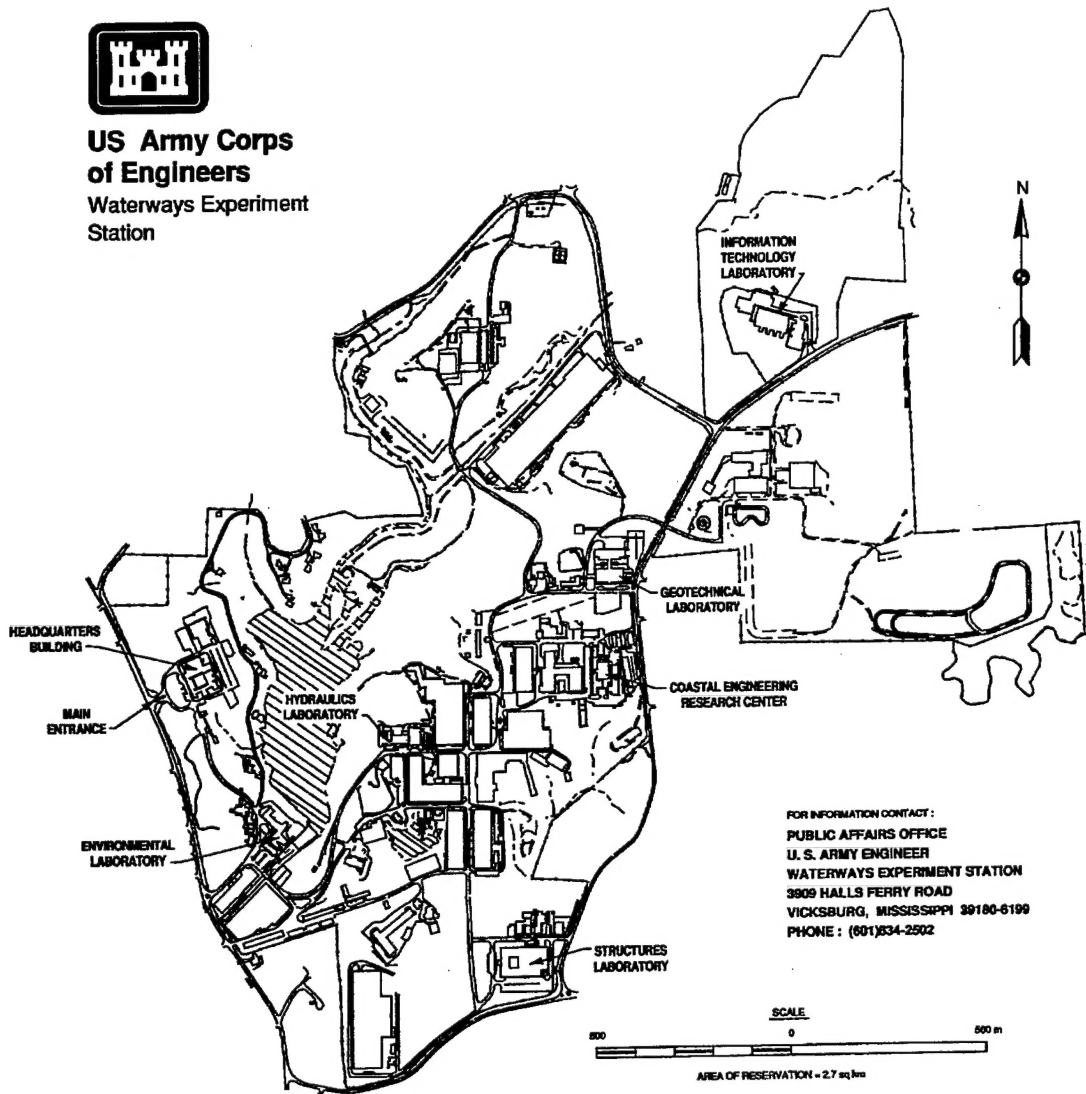 US Army Corps
of Engineers
Waterways Experiment
Station
N
INFORMATION
TECHNOLOGY
LABORATORY
GEOTECHNICAL
LABORATORY
HEADQUARTERS
BUILDING
MAIN
ENTRANCE
HYDRAULICS
LABORATORY
COASTAL ENGINEERING
RESEARCH CENTER
ENVIRONMENTAL
LABORATORY
STRUCTURES
LABORATORY
FOR INFORMATION CONTACT :
PUBLIC AFFAIRS OFFICE
U. S. ARMY ENGINEER
WATERWAYS EXPERIMENT STATION
3909 HALLS FERRY ROAD
VICKSBURG, MISSISSIPPI 39180-6199
PHONE : (601)634-2502
SCALE
500 0 500 m
AREA OF RESERVATION = 2.7 sq km